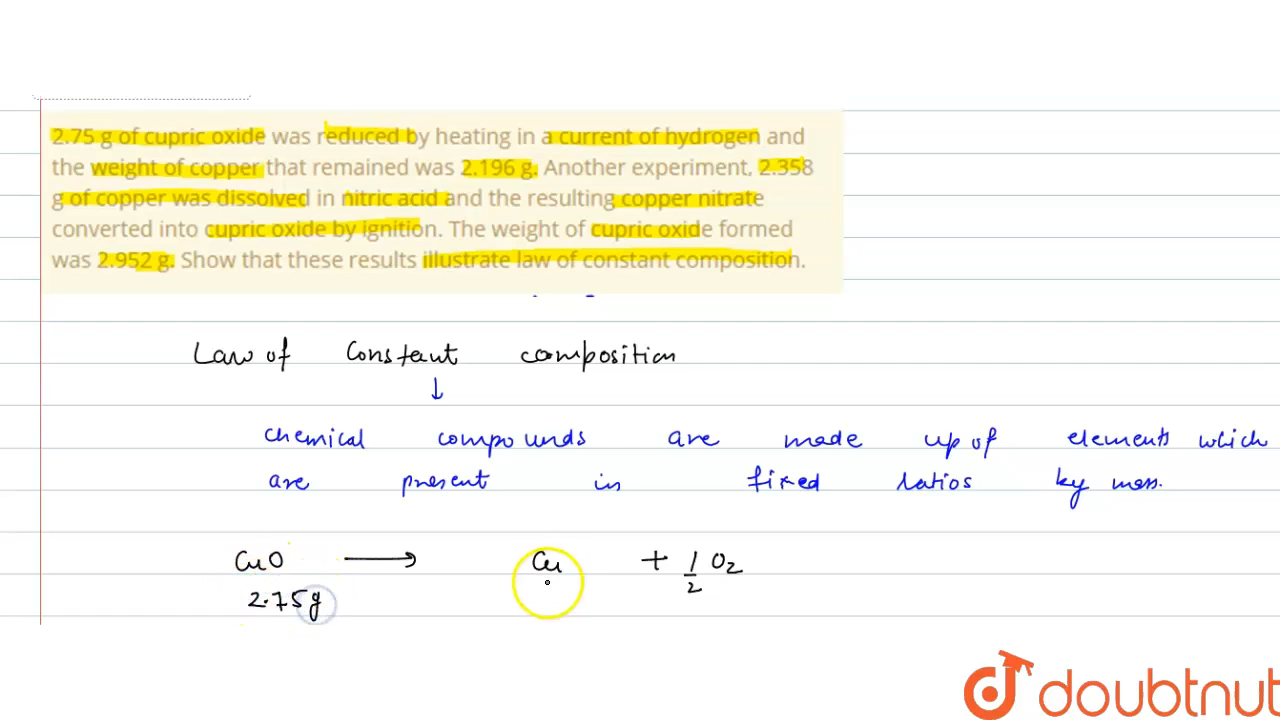 2.75 g of cupric oxide was reduced by heating in a current of hydrogen and
the weight of copper that remained was 2.196 g. Another experiment, 2.358
g of copper was dissolved in nitric acid and the resulting copper nitrate
converted into cupric oxide by ignition. The weight of cupric oxide formed
was 2.952 g. Show that these results illustrate law of constant composition.
Law of Constant composition
↓
chemical compounds are made up of elements which
are present in fixed ratios by mass.
CuO ⟶ Cu + 1/2 O₂
2.75g
doubtnut